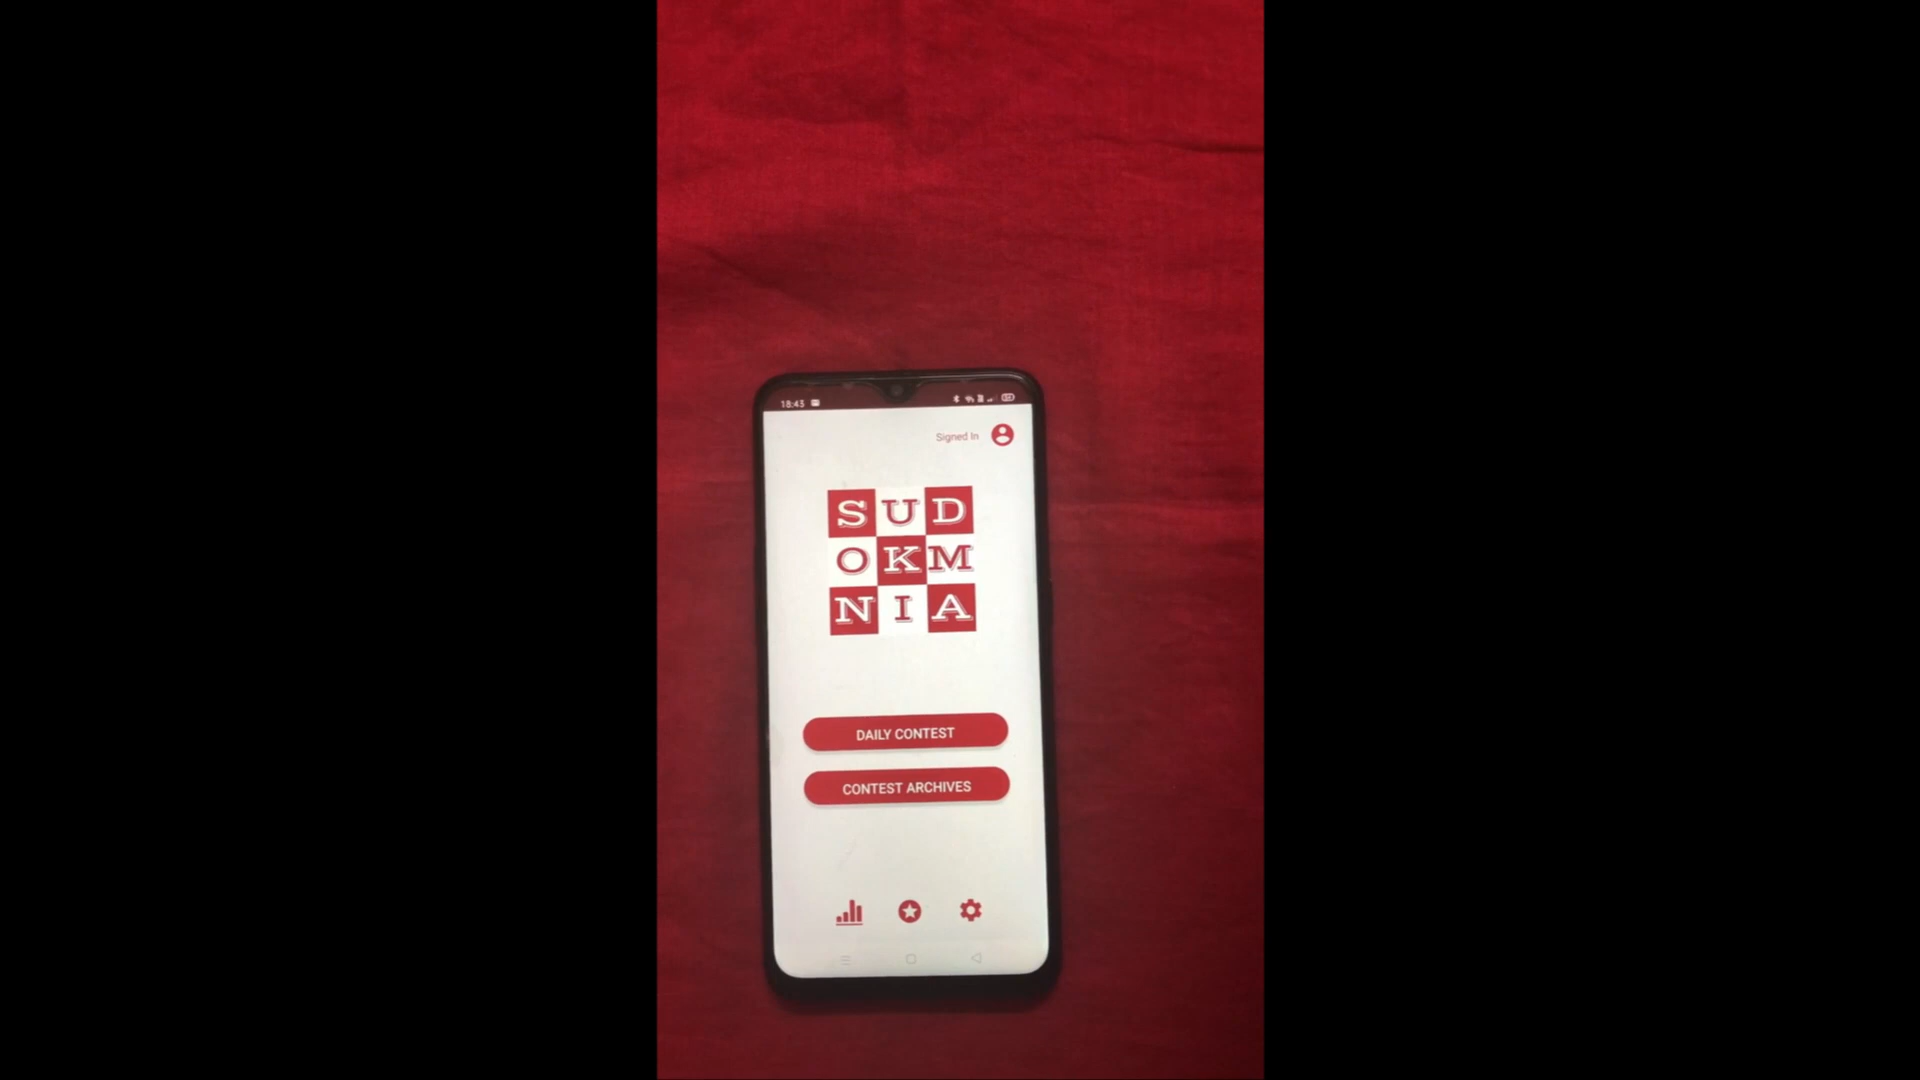 18:43
Signed In
SUD
OKM
NIA
DAILY CONTEST
CONTEST ARCHIVES